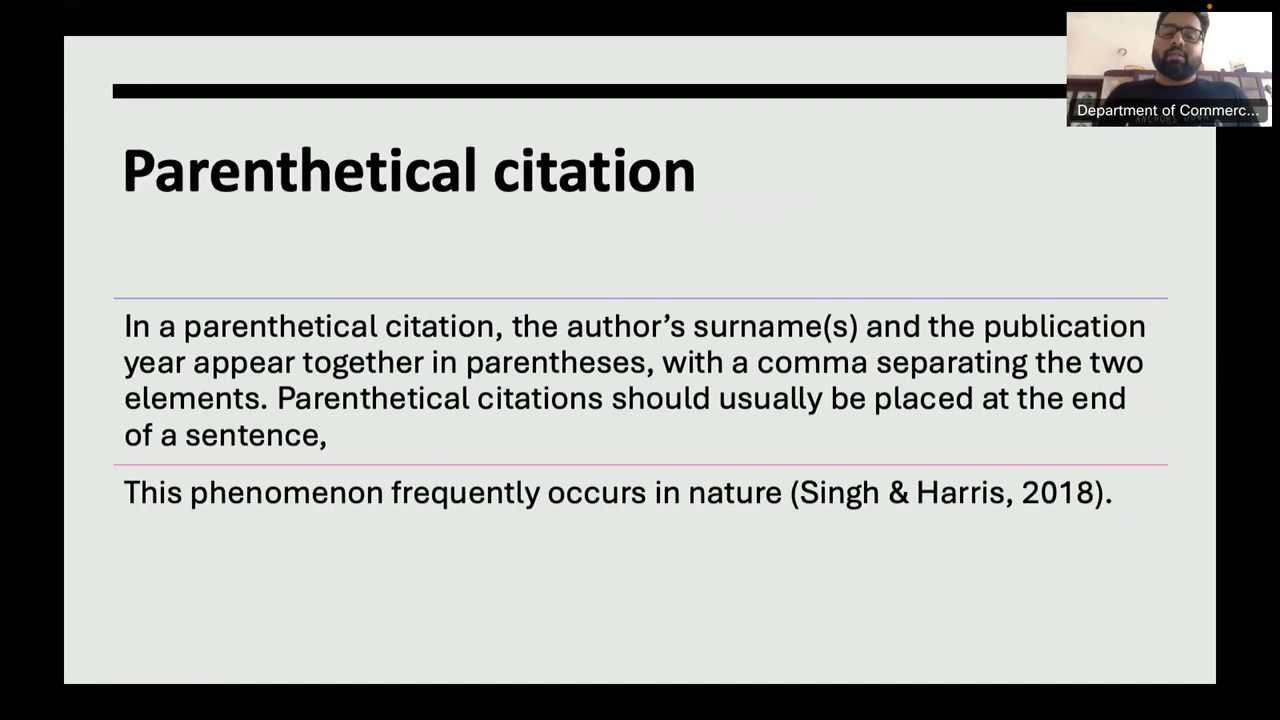 Department of Commerc...
Parenthetical citation
In a parenthetical citation, the author’s surname(s) and the publication
year appear together in parentheses, with a comma separating the two
elements. Parenthetical citations should usually be placed at the end
of a sentence,
This phenomenon frequently occurs in nature (Singh & Harris, 2018).